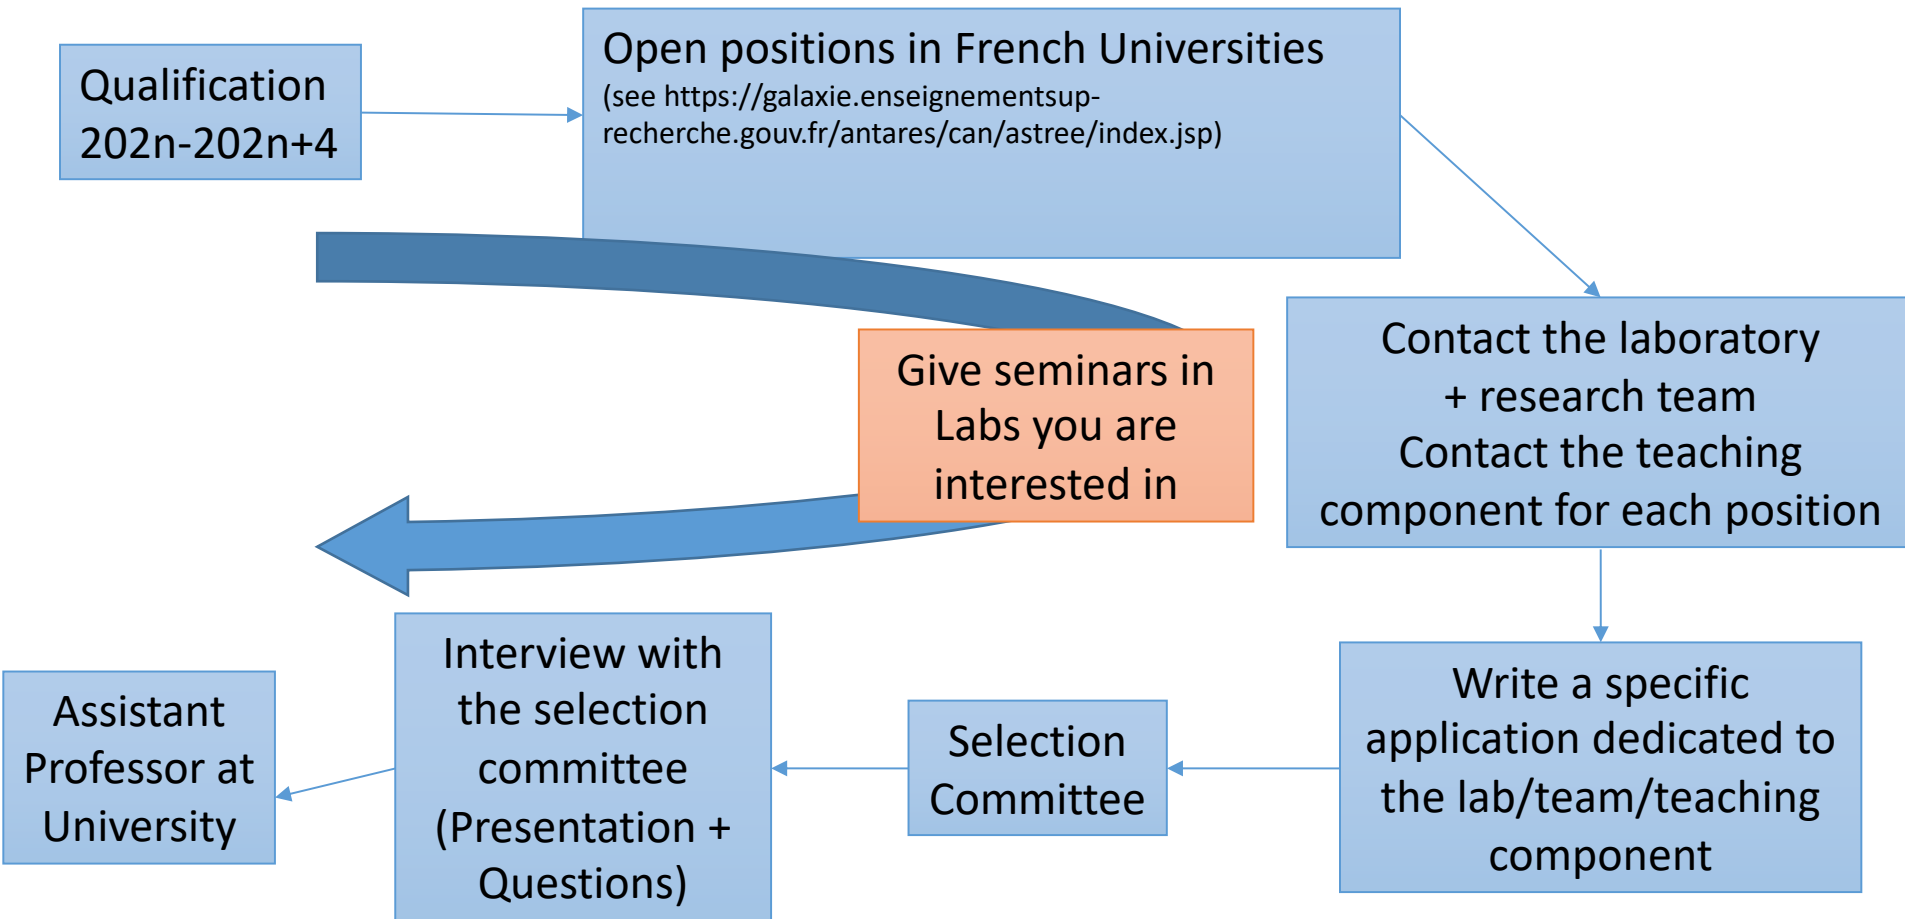 Qualification
202n-202n+4
Open positions in French Universities
(see https://galaxie.enseignementsup-
recherche.gouv.fr/antares/can/astree/index.jsp)
Contact the laboratory
+ research team
Contact the teaching
component for each position
Give seminars in
Labs you are
interested in
Write a specific
application dedicated to
the lab/team/teaching
component
Selection
Committee
Interview with
the selection
committee
(Presentation +
Questions)
Assistant
Professor at
University